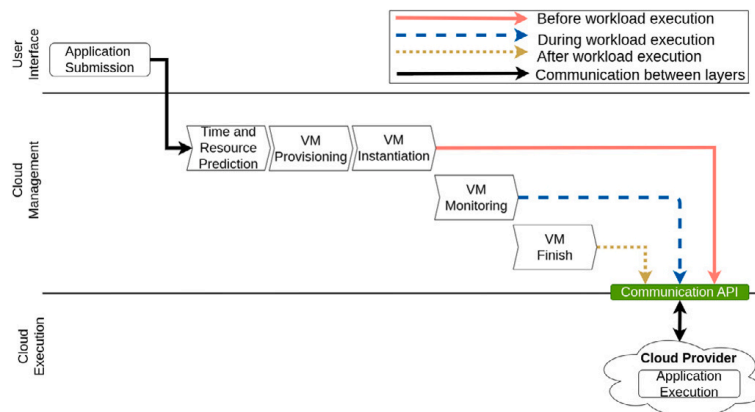 User
Interface
Application
Submission
Before workload execution
During workload execution
After workload execution
Communication between layers
Cloud
Management
Time and
Resource
Prediction
VM
Provisioning
VM
Instantiation
VM
Monitoring
VM
Finish
Communication API
Cloud
Execution
Cloud Provider
Application
Execution